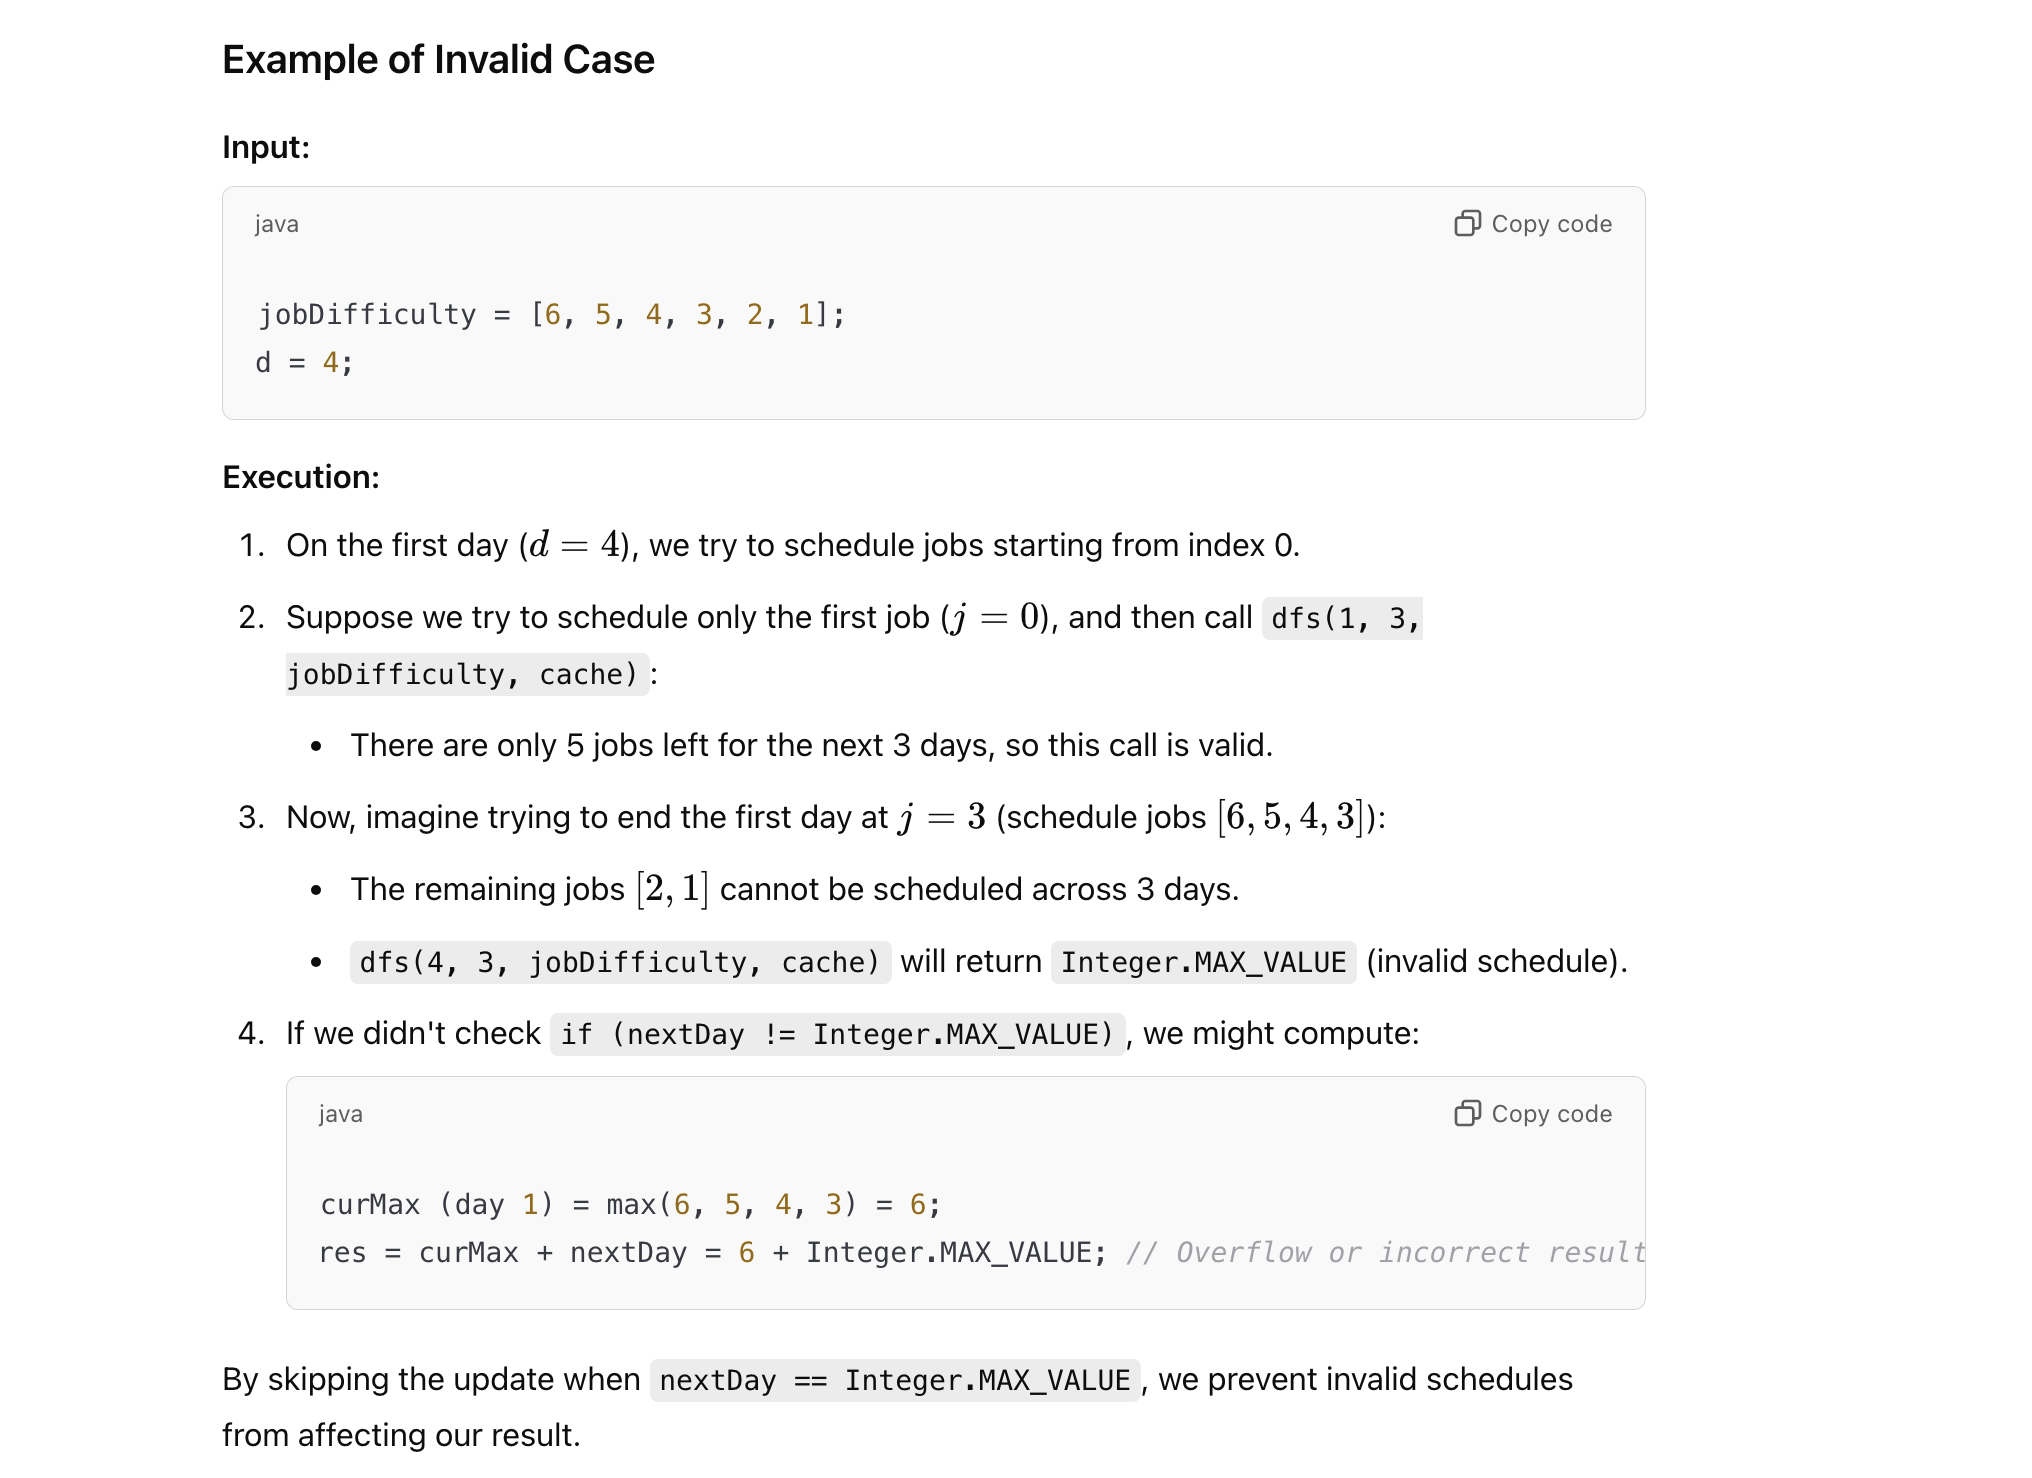 Example of Invalid Case
Input:
java
Copy code
jobDifficulty = [6, 5, 4, 3, 2, 1];
d = 4;
Execution:
1. On the first day (d = 4), we try to schedule jobs starting from index 0.
2. Suppose we try to schedule only the first job (j = 0), and then call dfs(1, 3,
jobDifficulty, cache) :
• There are only 5 jobs left for the next 3 days, so this call is valid.
3. Now, imagine trying to end the first day at j = 3 (schedule jobs [6, 5, 4, 3]):
• The remaining jobs [2, 1] cannot be scheduled across 3 days.
• dfs(4, 3, jobDifficulty, cache) will return Integer.MAX_VALUE (invalid schedule).
4. If we didn't check if (nextDay != Integer.MAX_VALUE) , we might compute:
java
Copy code
curMax (day 1) = max(6, 5, 4, 3) = 6;
res = curMax + nextDay = 6 + Integer.MAX_VALUE; // Overflow or incorrect result
By skipping the update when nextDay == Integer.MAX_VALUE , we prevent invalid schedules
from affecting our result.